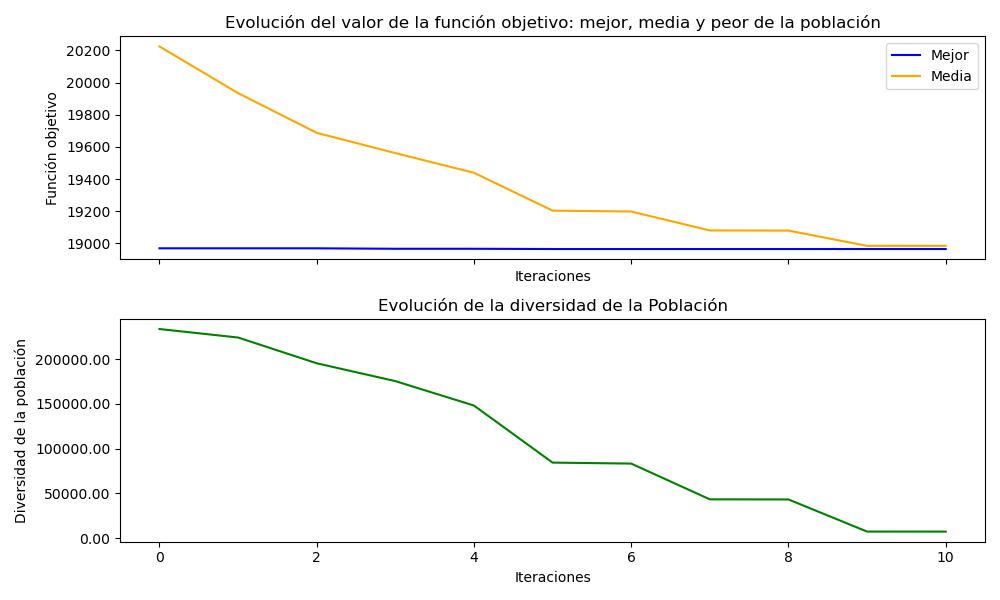 Evolución del valor de la función objetivo: mejor, media y peor de la población
Función objetivo
20200
20000
19800
19600
19400
19200
19000
Mejor
Media
Iteraciones
Evolución de la diversidad de la Población
Diversidad de la población
200000.00
150000.00
100000.00
50000.00
0.00
0 2 4 6 8 10
Iteraciones